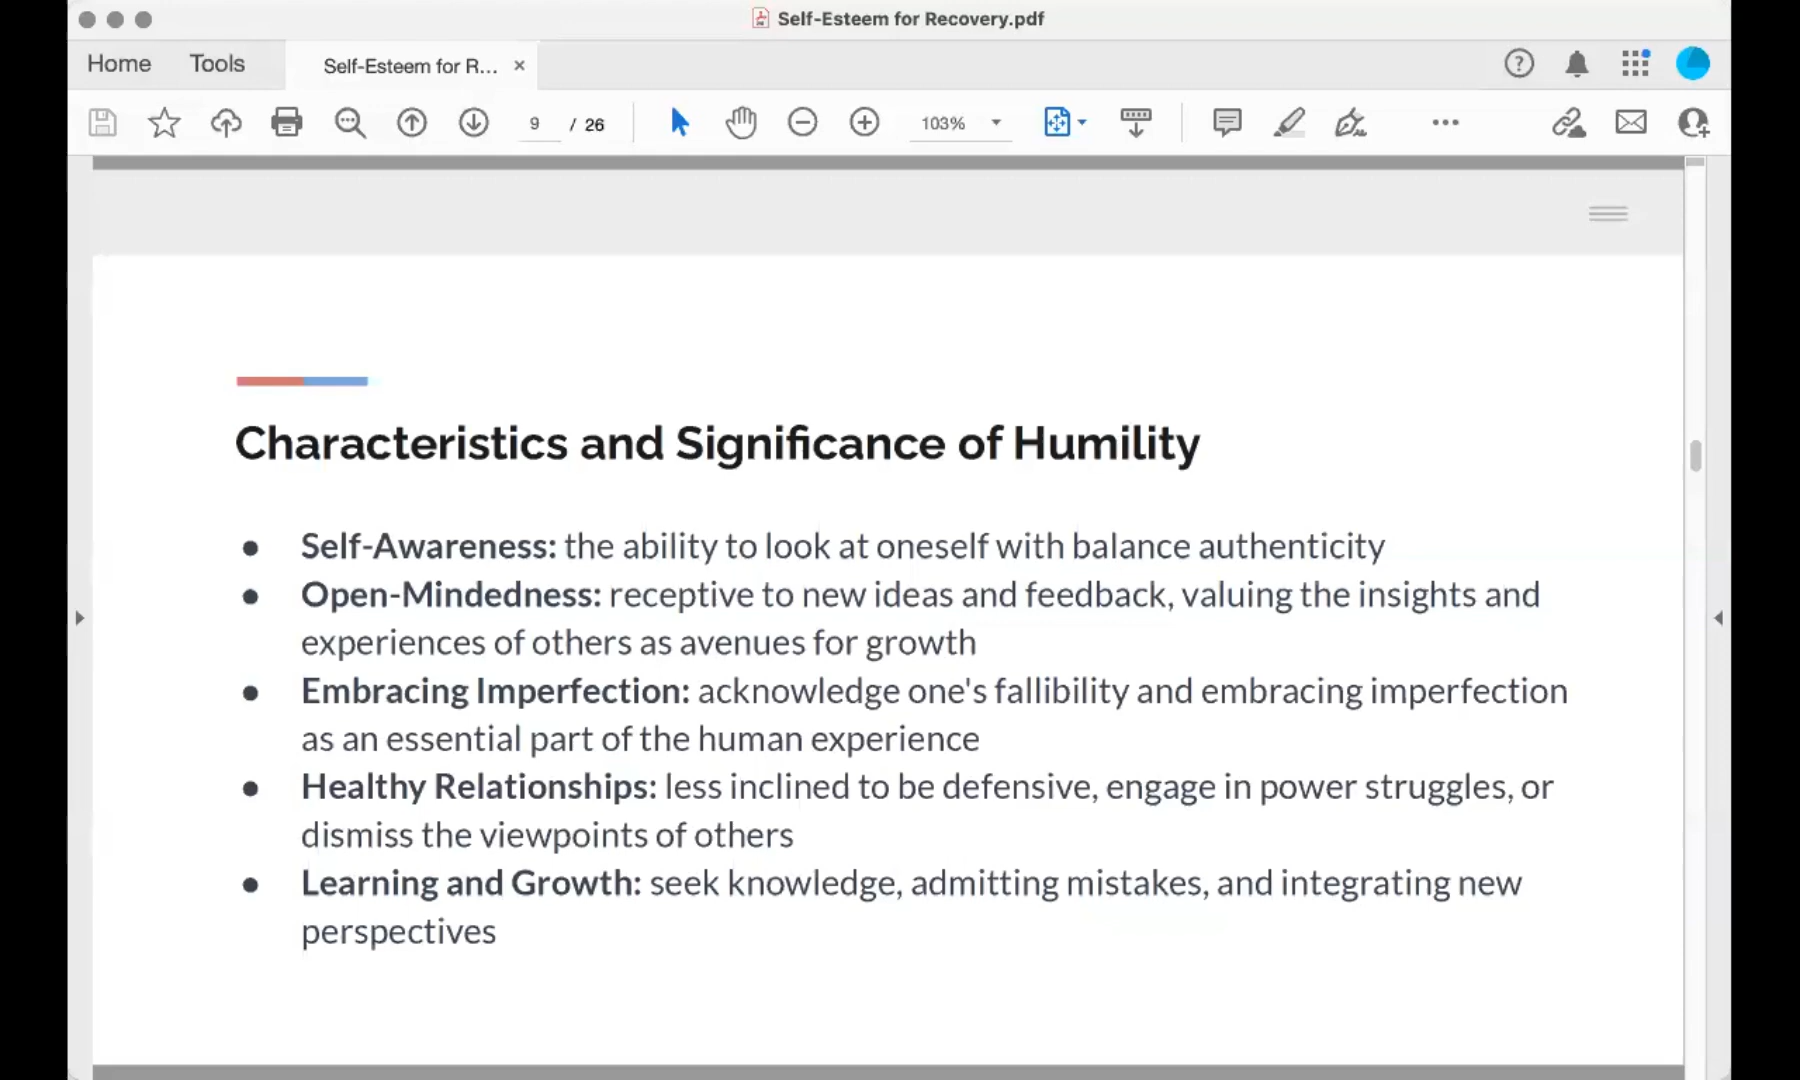 Self-Esteem for Recovery.pdf
Home Tools Self-Esteem for R... ×
9 / 26 103%
Characteristics and Significance of Humility
● Self-Awareness: the ability to look at oneself with balance authenticity
● Open-Mindedness: receptive to new ideas and feedback, valuing the insights and
experiences of others as avenues for growth
● Embracing Imperfection: acknowledge one's fallibility and embracing imperfection
as an essential part of the human experience
● Healthy Relationships: less inclined to be defensive, engage in power struggles, or
dismiss the viewpoints of others
● Learning and Growth: seek knowledge, admitting mistakes, and integrating new
perspectives